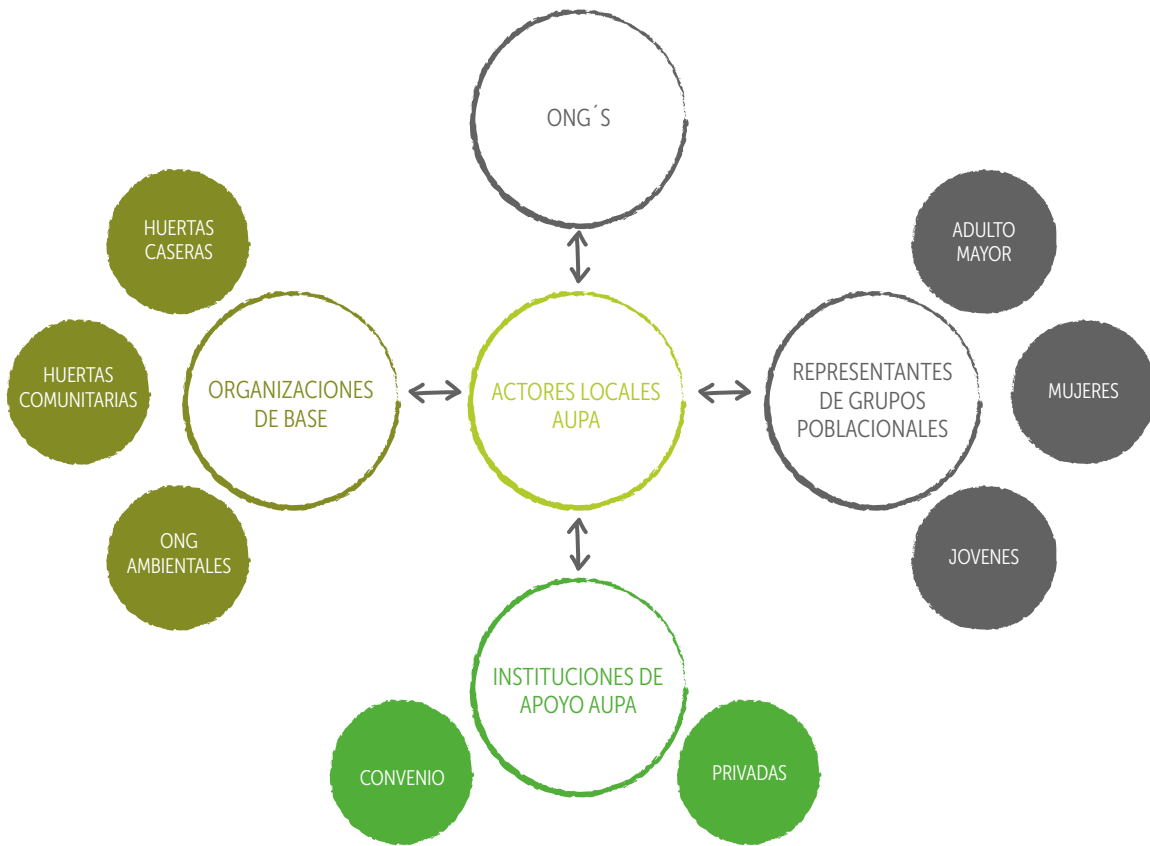 ONG´S
HUERTAS
CASERAS
HUERTAS
COMUNITARIAS
ONG
AMBIENTALES
ORGANIZACIONES
DE BASE
ACTORES LOCALES
AUPA
REPRESENTANTES
DE GRUPOS
POBLACIONALES
ADULTO
MAYOR
MUJERES
JOVENES
INSTITUCIONES DE
APOYO AUPA
CONVENIO
PRIVADAS